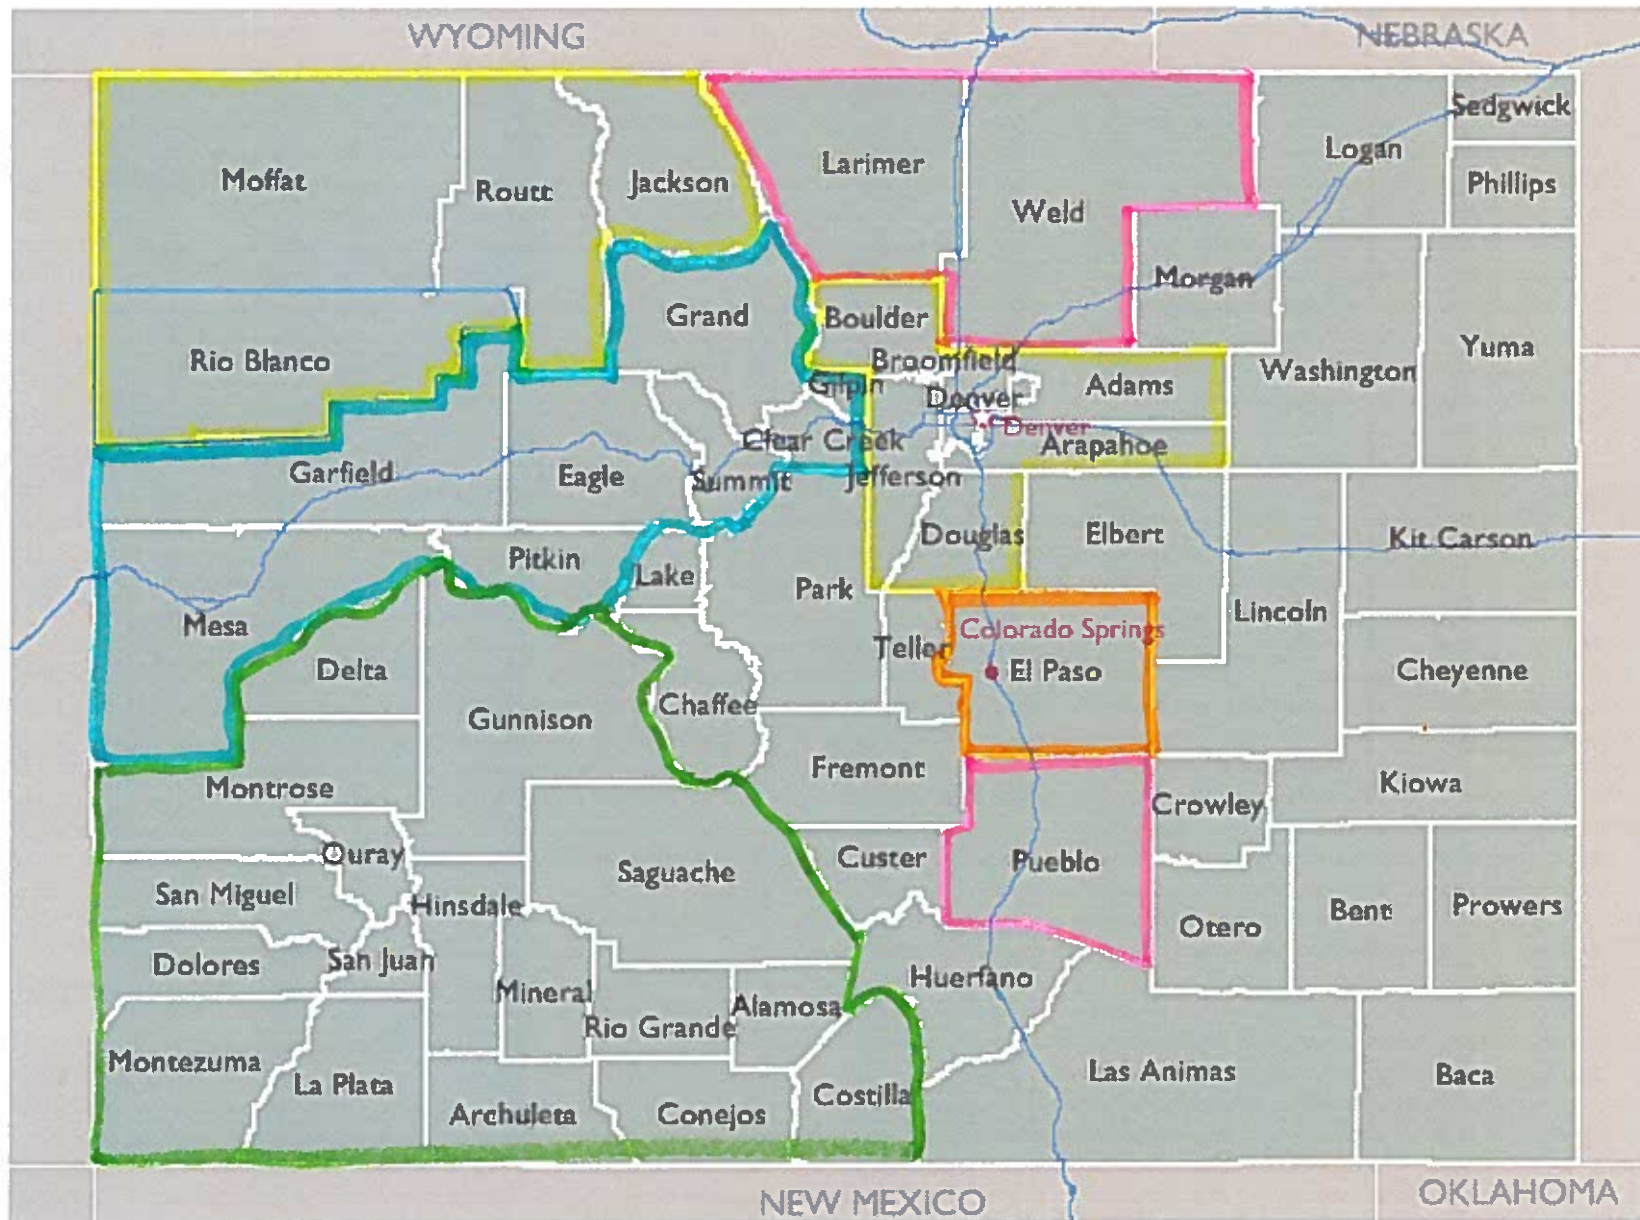 WYOMING
NEBRASKA
Sedgwick
Logan
Larimer
Moffat
Routt
Jackson
Phillips
Weld
Morgan
Grand
Boulder
Yuma
Rio Blanco
Broomfield
Washington
Gilpin
Adams
Denver
Denver
Clear Creek
Arapahoe
Garfield
Eagle
Summit
Jefferson
Douglas
Elbert
Kit Carson
Pitkin
Lake
Park
Lincoln
Mesa
Colorado Springs
Teller
Delta
El Paso
Cheyenne
Chaffee
Gunnison
Fremont
Kiowa
Montrose
Crowley
Ouray
Custer
Pueblo
Saguache
San Miguel
Hinsdale
Bent
Prowers
Otero
Dolores
San Juan
Huerfano
Mineral
Alamosa
Rio Grande
Montezuma
Las Animas
Baca
La Plata
Costilla
Archuleta
Conejos
NEW MEXICO
OKLAHOMA